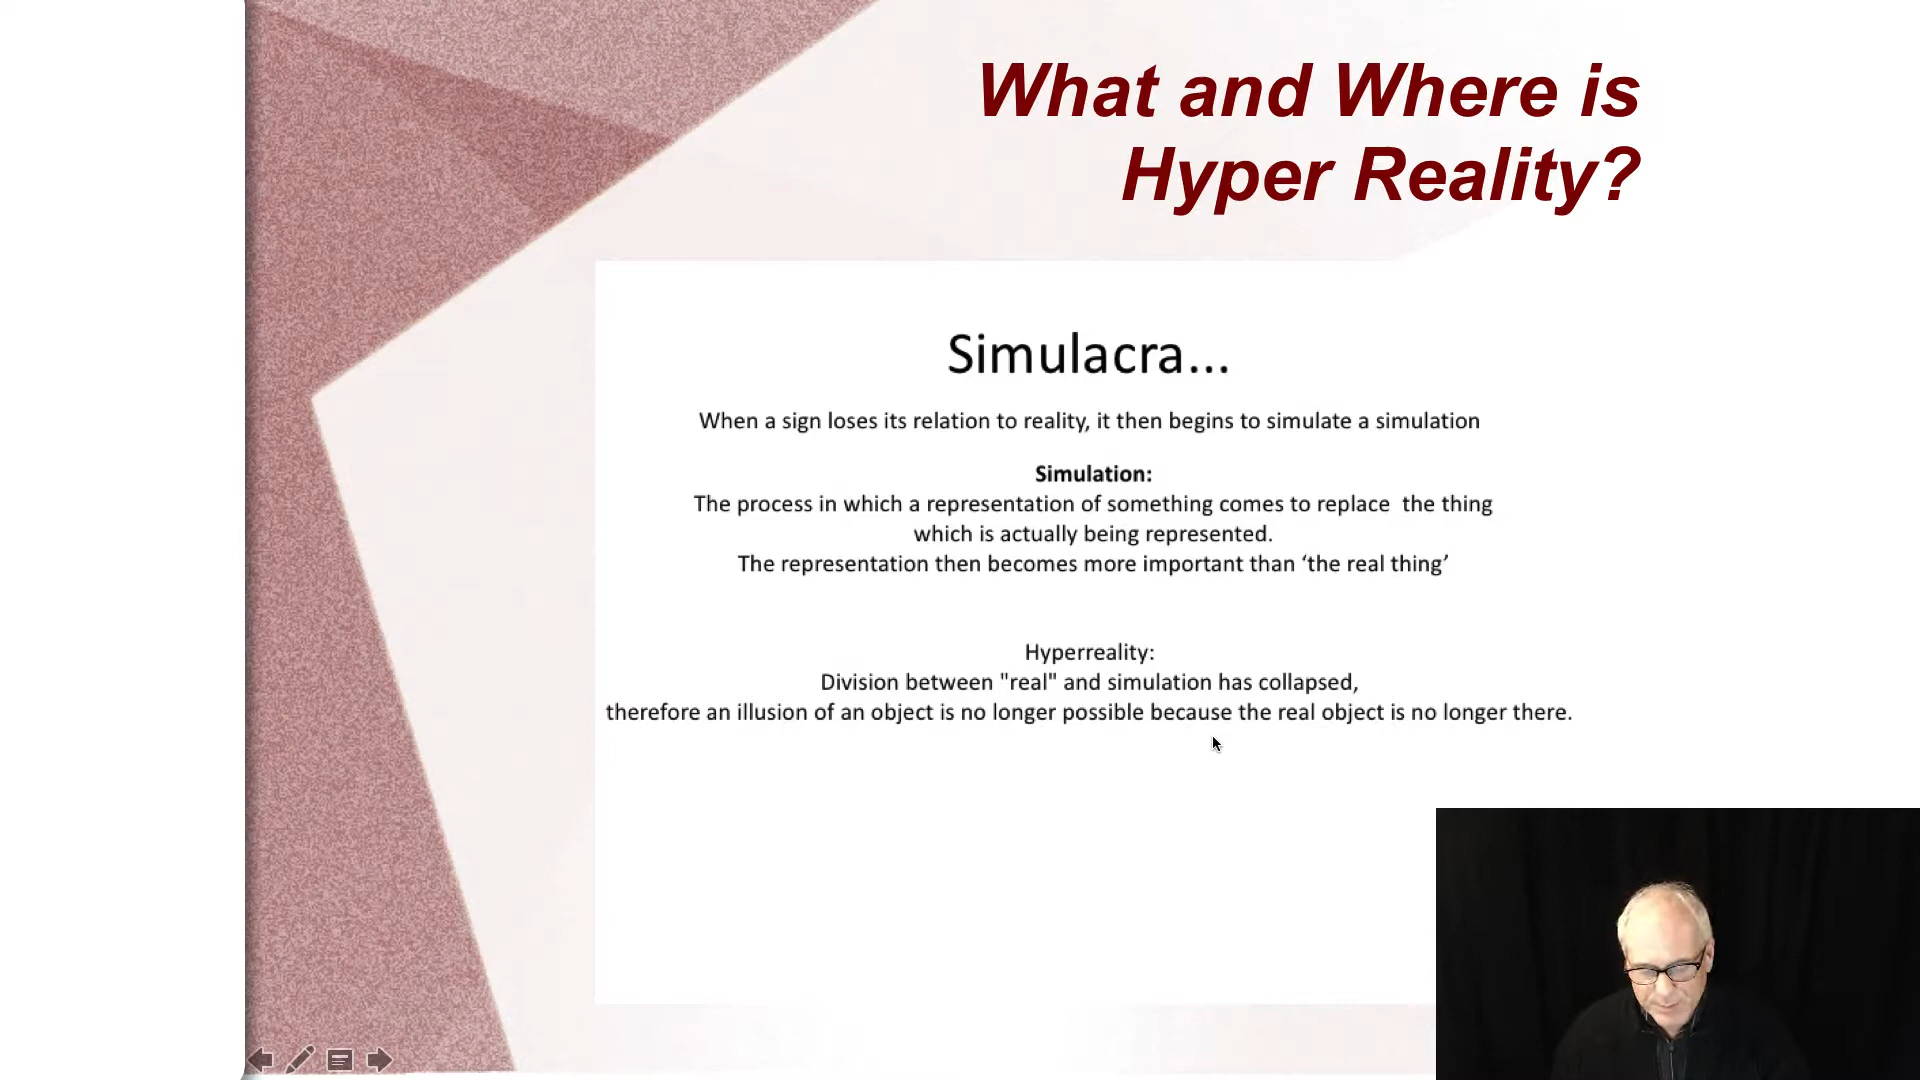 What and Where is
Hyper Reality?
Simulacra...
When a sign loses its relation to reality, it then begins to simulate a simulation
Simulation:
The process in which a representation of something comes to replace  the thing
which is actually being represented.
The representation then becomes more important than ‘the real thing’
Hyperreality:
Division between "real" and simulation has collapsed,
therefore an illusion of an object is no longer possible because the real object is no longer there.